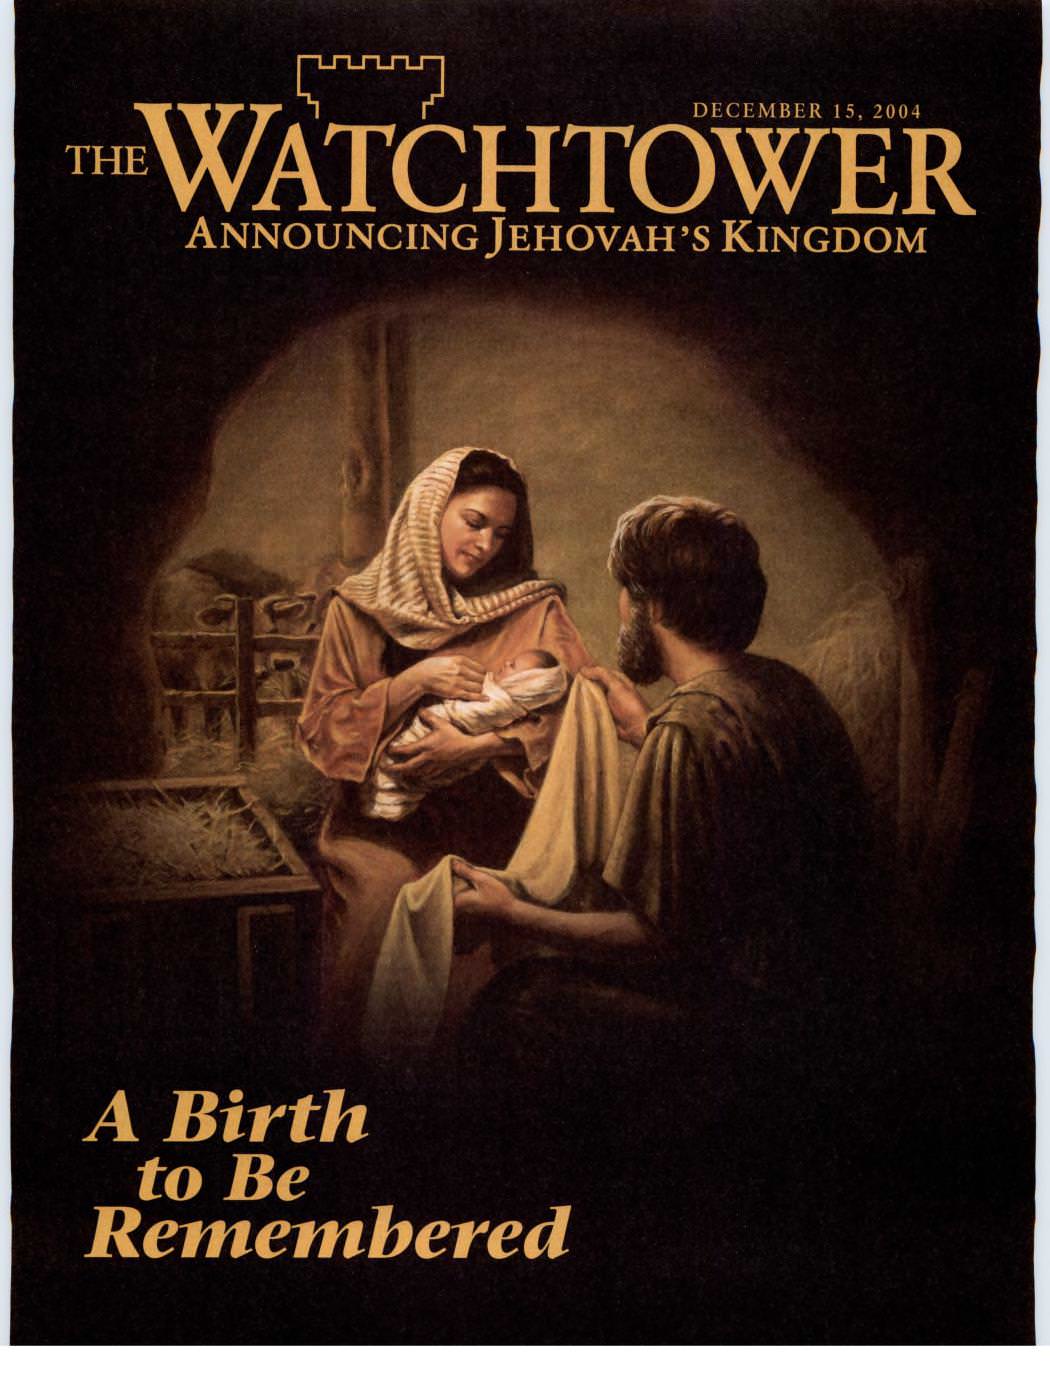 DECEMBER 15, 2004
THE WATCHTOWER
ANNOUNCING JEHOVAH'S KINGDOM
A Birth
to Be
Remembered